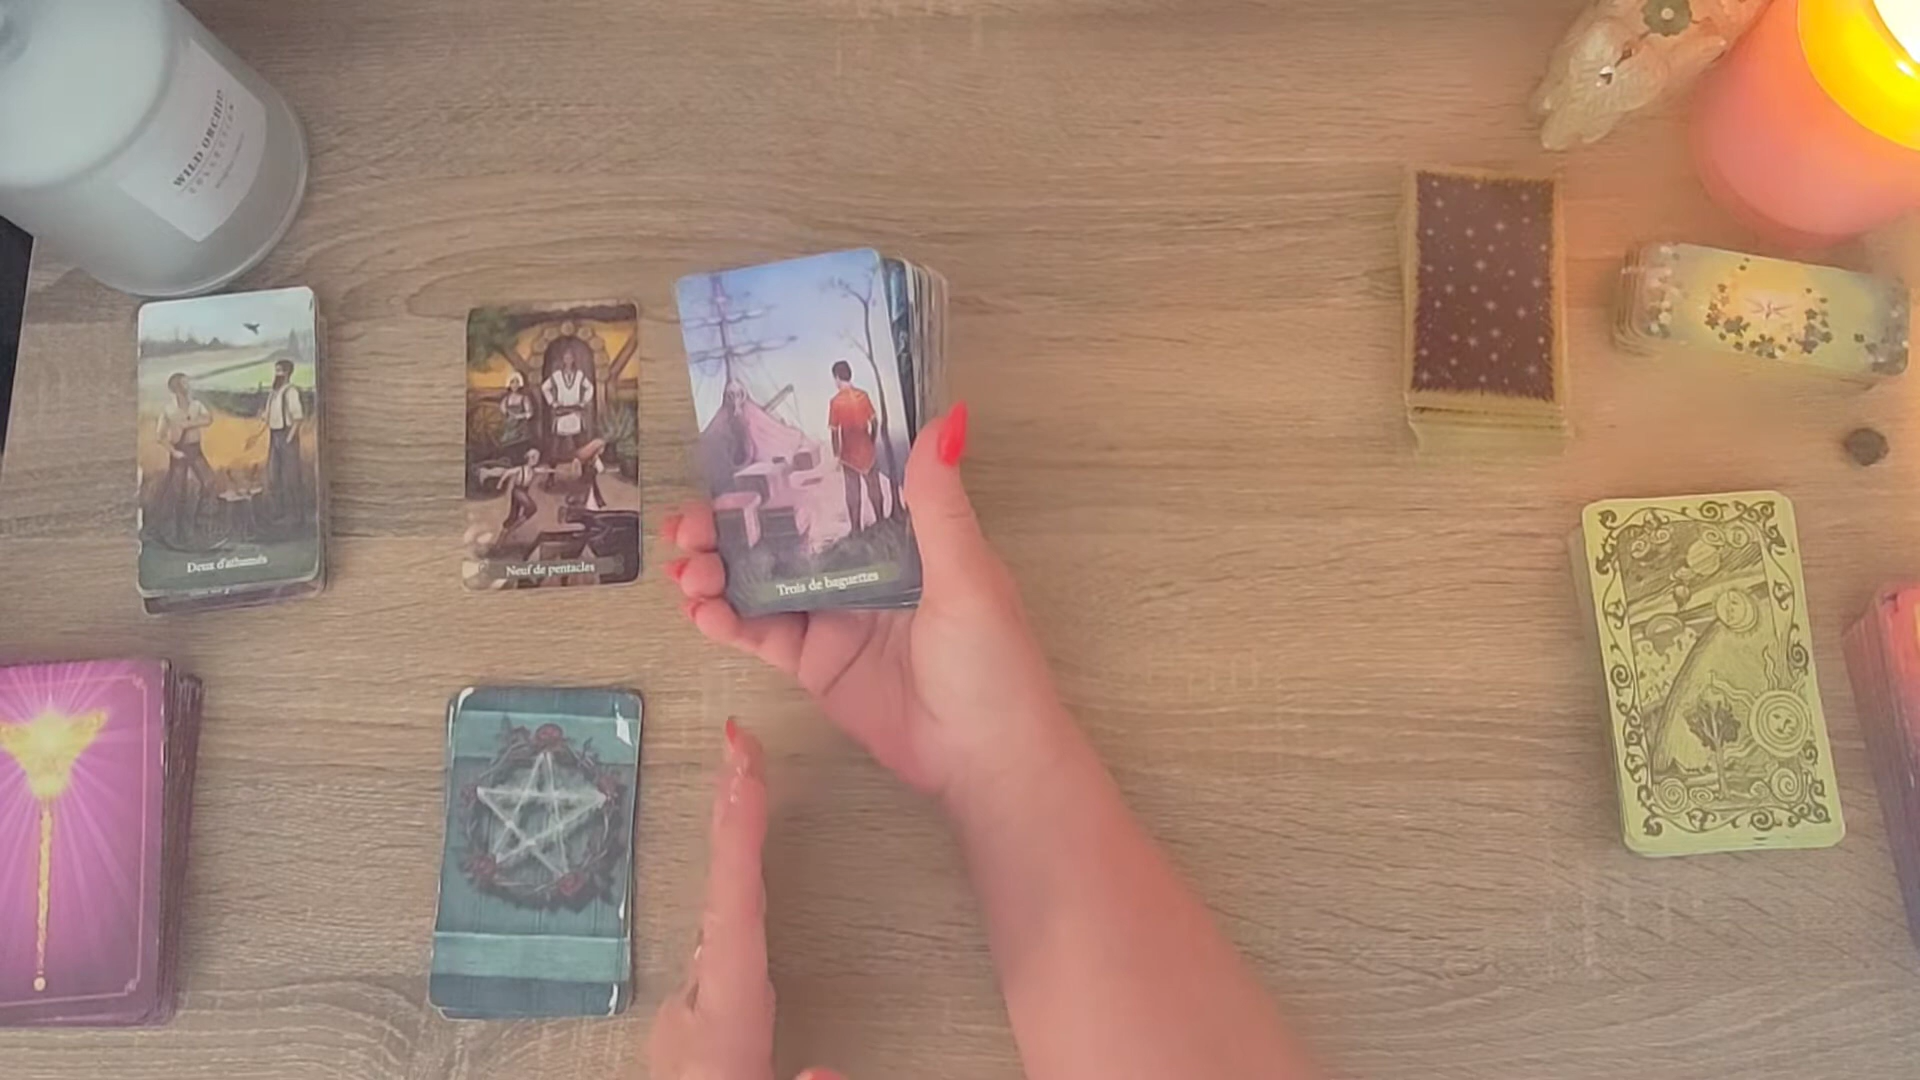 WILD ORCHID
Deux d'athamés
Neuf de pentacles
Trois de baguettes